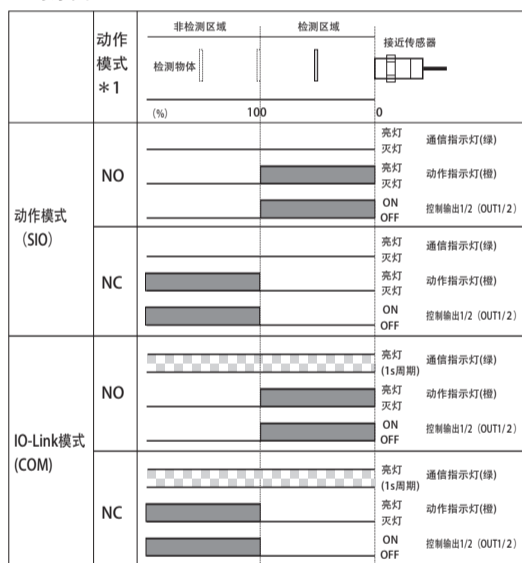 动作
模式
＊1
非检测区域
检测区域
检测物体
接近传感器
(%)
100
0
动作模式
（SIO）
NO
亮灯
灭灯
通信指示灯(绿)
亮灯
灭灯
动作指示灯(橙)
ON
OFF
控制输出1/2（OUT1/2）
NC
亮灯
灭灯
通信指示灯(绿)
亮灯
灭灯
动作指示灯(橙)
ON
OFF
控制输出1/2（OUT1/2）
IO-Link模式
(COM)
NO
亮灯
(1s周期)
通信指示灯(绿)
亮灯
灭灯
动作指示灯(橙)
ON
OFF
控制输出1/2（OUT1/2）
NC
亮灯
(1s周期)
通信指示灯(绿)
亮灯
灭灯
动作指示灯(橙)
ON
OFF
控制输出1/2（OUT1/2）